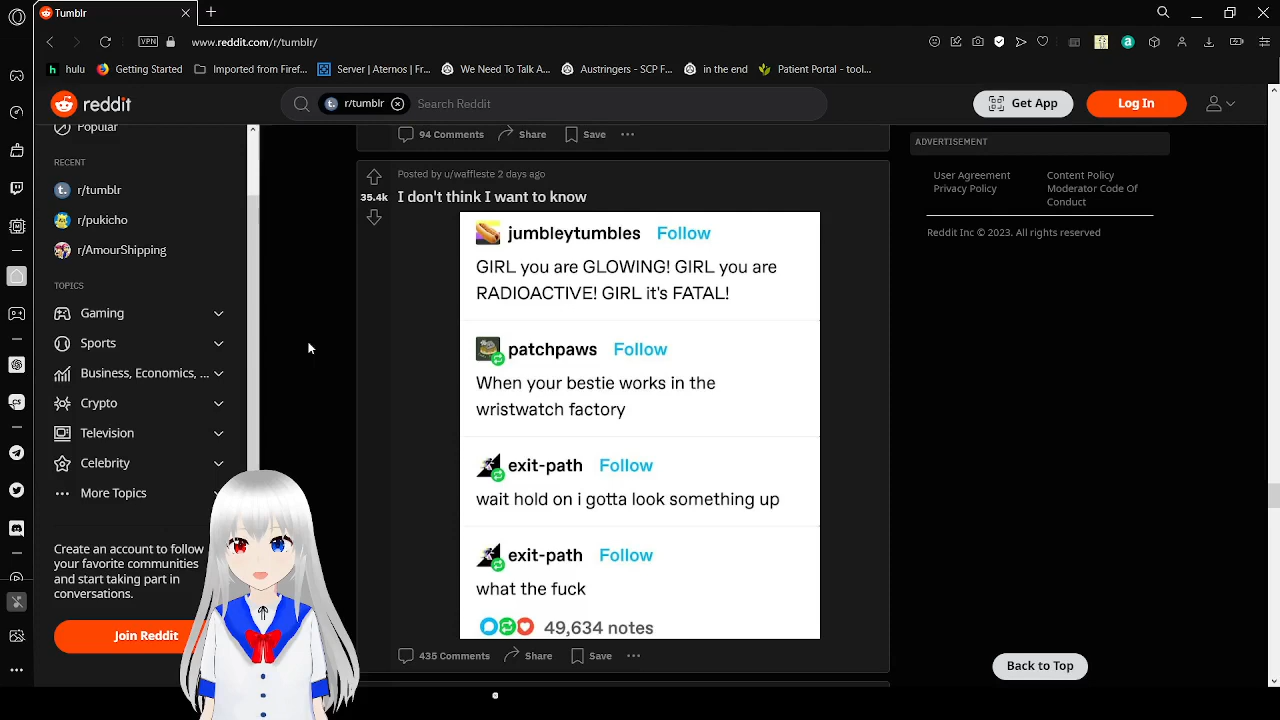 Tumblr
VPN
www.reddit.com/r/tumblr/
h hulu
Getting Started
Imported from Firef...
Server | Aternos | Fr...
We Need To Talk A...
Austringers - SCP F...
in the end
Patient Portal - tool...
reddit
r/tumblr
Search Reddit
Get App
Log In
Popular
RECENT
r/tumblr
r/pukicho
r/AmourShipping
TOPICS
Gaming
Sports
Business, Economics, ...
Crypto
Television
Celebrity
More Topics
Create an account to follow
your favorite communities
and start taking part in
conversations.
Join Reddit
94 Comments
Share
Save
Posted by u/waffleste 2 days ago
35.4k
I don't think I want to know
jumbleytumbles Follow
GIRL you are GLOWING! GIRL you are
RADIOACTIVE! GIRL it's FATAL!
patchpaws Follow
When your bestie works in the
wristwatch factory
exit-path Follow
wait hold on i gotta look something up
exit-path Follow
what the fuck
49,634 notes
435 Comments
Share
Save
ADVERTISEMENT
User Agreement
Privacy Policy
Content Policy
Moderator Code Of
Conduct
Reddit Inc © 2023. All rights reserved
Back to Top